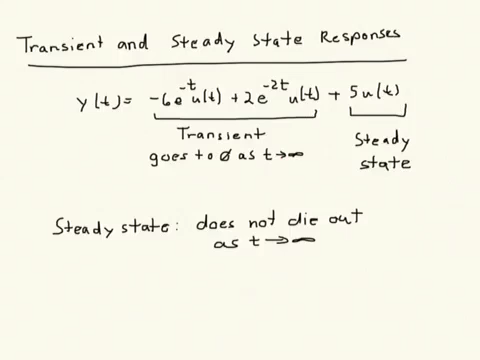 Transient and Steady State Responses
y(t) = -6e^-t u(t) + 2e^-2t u(t) + 5u(t)
Transient
goes to 0 as t→∞
Steady
state
Steady state: does not die out
as t→∞